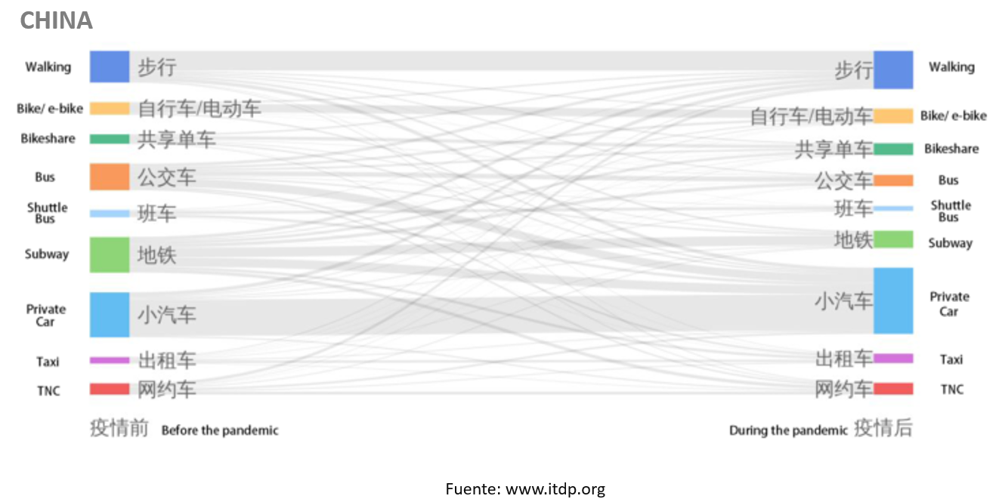 CHINA
Walking 步行 步行 Walking
Bike/ e-bike 自行车/电动车 自行车/电动车 Bike/ e-bike
Bikeshare 共享单车 共享单车 Bikeshare
Bus 公交车 公交车 Bus
Shuttle
Bus
班车 班车
Shuttle
Bus
Subway 地铁 地铁 Subway
Private
Car
小汽车 小汽车
Private
Car
Taxi 出租车 出租车 Taxi
TNC 网约车 网约车 TNC
疫情前 Before the pandemic During the pandemic 疫情后
Fuente: www.itdp.org